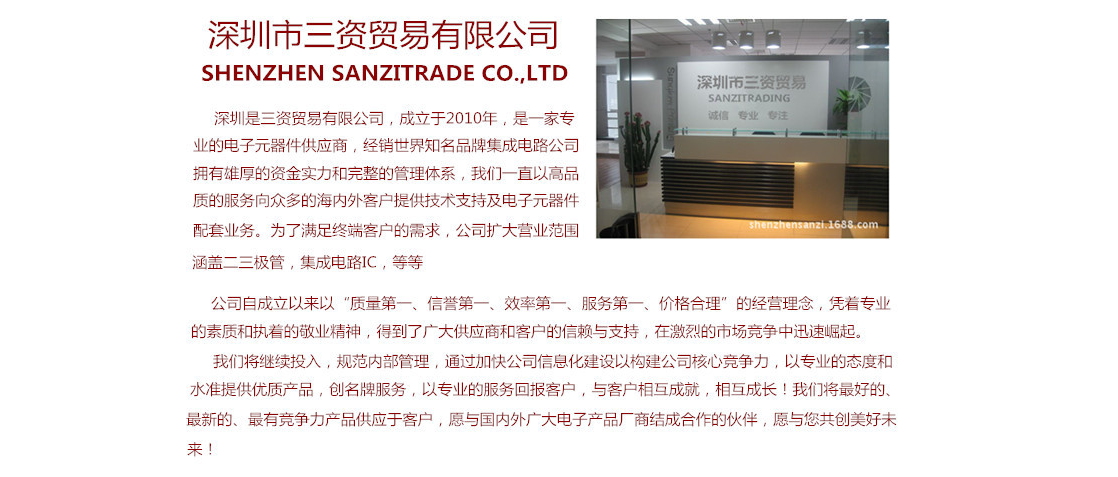 深圳市三资贸易有限公司
SHENZHEN SANZITRADE CO.,LTD
深圳是三资贸易有限公司，成立于2010年，是一家专
业的电子元器件供应商，经销世界知名品牌集成电路公司
拥有雄厚的资金实力和完整的管理体系，我们一直以高品
质的服务向众多的海内外客户提供技术支持及电子元器件
配套业务。为了满足终端客户的需求，公司扩大营业范围
涵盖二三极管，集成电路IC，等等
深圳市三资贸易
SANZITRADING
诚信 专业 专注
shenzhensanzi.1688.com
公司自成立以来以“质量第一、信誉第一、效率第一、服务第一、价格合理”的经营理念，凭着专业
的素质和执着的敬业精神，得到了广大供应商和客户的信赖与支持，在激烈的市场竞争中迅速崛起。
我们将继续投入，规范内部管理，通过加快公司信息化建设以构建公司核心竞争力，以专业的态度和
水准提供优质产品，创名牌服务，以专业的服务回报客户，与客户相互成就，相互成长！我们将最好的、
最新的、最有竞争力产品供应于客户，愿与国内外广大电子产品厂商结成合作的伙伴，愿与您共创美好未
来！